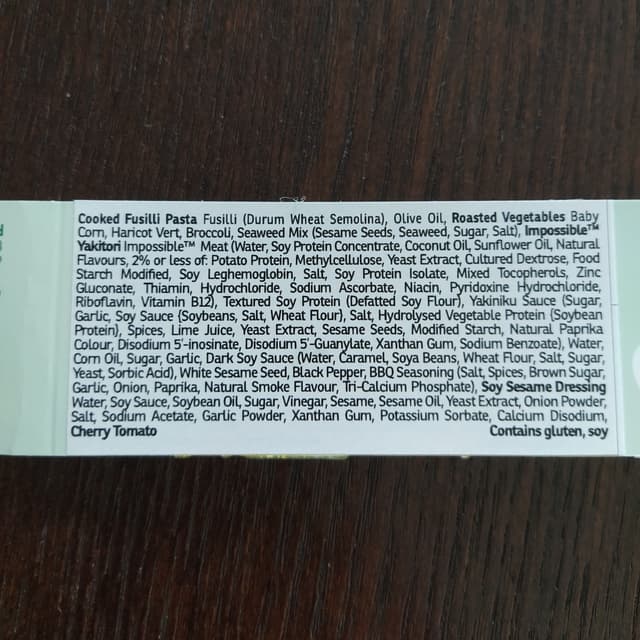 Cooked Fusilli Pasta Fusilli (Durum Wheat Semolina), Olive Oil, Roasted Vegetables Baby
Corn, Haricot Vert, Broccoli, Seaweed Mix (Sesame Seeds, Seaweed, Sugar, Salt), Impossible™
Yakitori Impossible™ Meat (Water, Soy Protein Concentrate, Coconut Oil, Sunflower Oil, Natural
Flavours, 2% or less of: Potato Protein, Methylcellulose, Yeast Extract, Cultured Dextrose, Food
Starch Modified, Soy Leghemoglobin, Salt, Soy Protein Isolate, Mixed Tocopherols, Zinc
Gluconate, Thiamin, Hydrochloride, Sodium Ascorbate, Niacin, Pyridoxine Hydrochloride,
Riboflavin, Vitamin B12), Textured Soy Protein (Defatted Soy Flour), Yakiniku Sauce (Sugar,
Garlic, Soy Sauce {Soybeans, Salt, Wheat Flour}, Salt, Hydrolysed Vegetable Protein {Soybean
Protein}, Spices, Lime Juice, Yeast Extract, Sesame Seeds, Modified Starch, Natural Paprika
Colour, Disodium 5'-inosinate, Disodium 5'-Guanylate, Xanthan Gum, Sodium Benzoate), Water,
Corn Oil, Sugar, Garlic, Dark Soy Sauce (Water, Caramel, Soya Beans, Wheat Flour, Salt, Sugar,
Yeast, Sorbic Acid), White Sesame Seed, Black Pepper, BBQ Seasoning (Salt, Spices, Brown Sugar,
Garlic, Onion, Paprika, Natural Smoke Flavour, Tri-Calcium Phosphate), Soy Sesame Dressing
Water, Soy Sauce, Soybean Oil, Sugar, Vinegar, Sesame, Sesame Oil, Yeast Extract, Onion Powder,
Salt, Sodium Acetate, Garlic Powder, Xanthan Gum, Potassium Sorbate, Calcium Disodium,
Cherry Tomato Contains gluten, soy